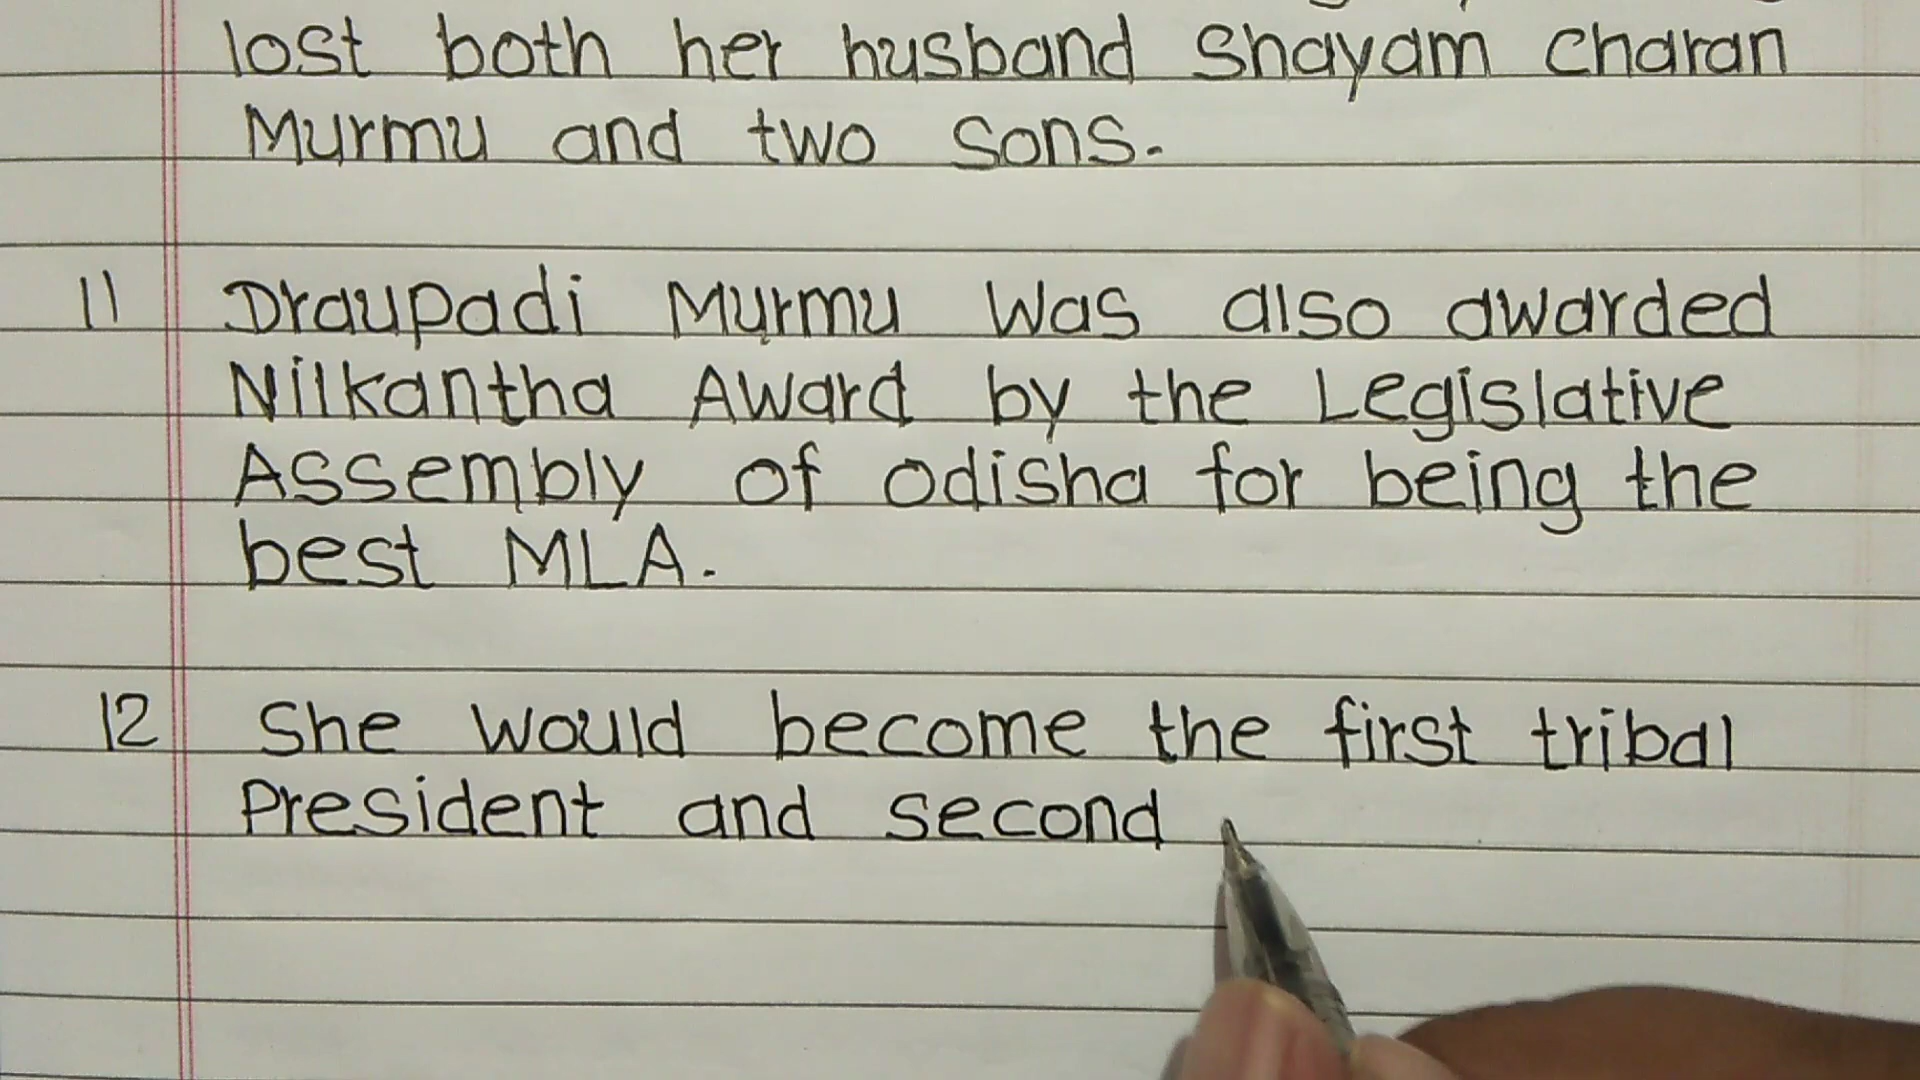 lost both her husband Shayam Charan
Murmu and two sons.
11 Draupadi Murmu was also awarded
Nilkantha Award by the Legislative
Assembly of Odisha for being the
best MLA.
12 She would become the first tribal
President and second